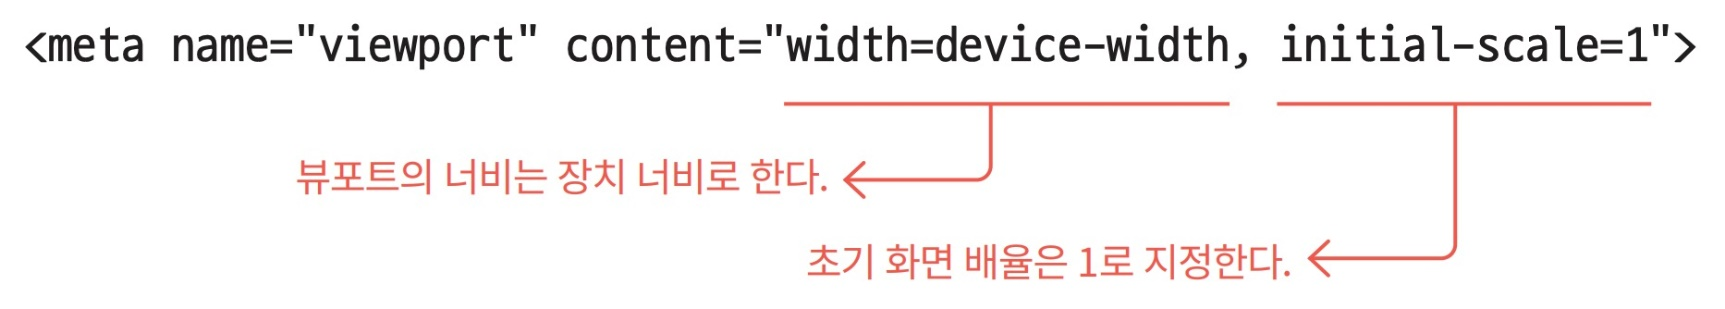 <meta name="viewport" content="width=device-width, initial-scale=1">
뷰포트의 너비는 장치 너비로 한다.
초기 화면 배율은 1로 지정한다.